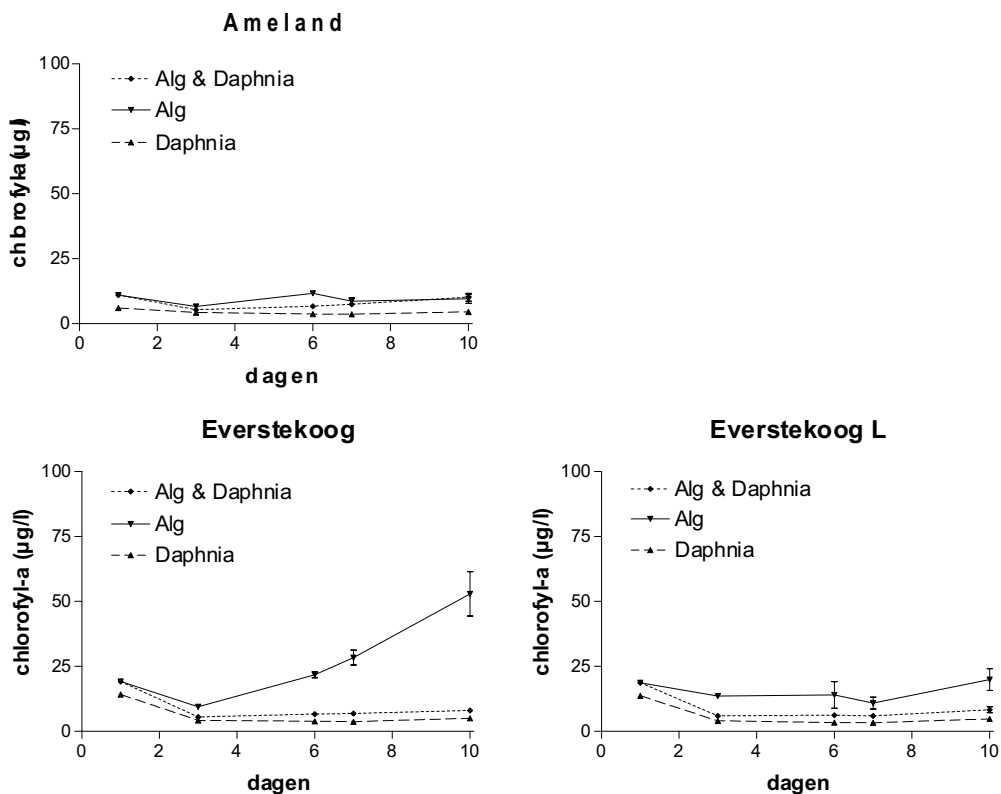 Ameland
100
75
50
25
0
chlorofyl-a (µg/l)
Alg & Daphnia
Alg
Daphnia
0 2 4 6 8 10
dagen
Everstekoog
100
75
50
25
0
chlorofyl-a (µg/l)
Alg & Daphnia
Alg
Daphnia
0 2 4 6 8 10
dagen
Everstekoog L
100
75
50
25
0
chlorofyl-a (µg/l)
Alg & Daphnia
Alg
Daphnia
0 2 4 6 8 10
dagen